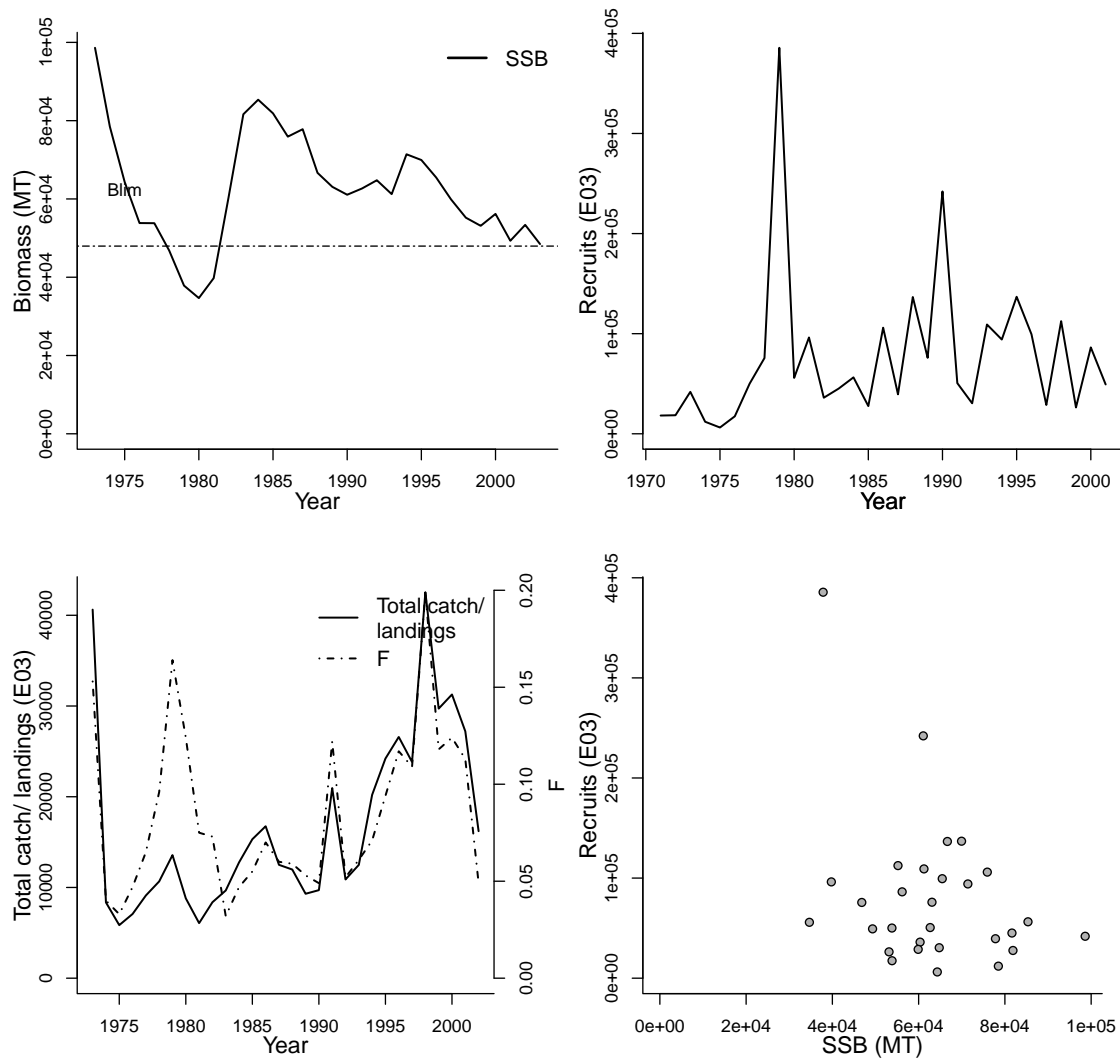 SSB
Blim
Biomass (MT)
0e+00 2e+04 4e+04 6e+04 8e+04 1e+05
1975 1980 1985 1990 1995 2000
Year
Recruits (E03)
0e+00 1e+05 2e+05 3e+05 4e+05
1970 1975 1980 1985 1990 1995 2000
Year
Total catch/
landings
F
Total catch/ landings (E03)
0 10000 20000 30000 40000
0.00 0.05 0.10 0.15 0.20
F
1975 1980 1985 1990 1995 2000
Year
Recruits (E03)
0e+00 1e+05 2e+05 3e+05 4e+05
0e+00 2e+04 4e+04 6e+04 8e+04 1e+05
SSB (MT)